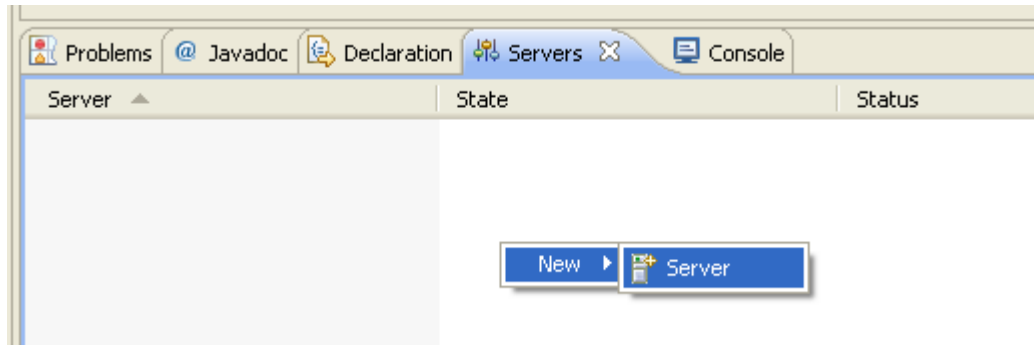 Problems @ Javadoc Declaration Servers Console
Server State Status
New Server